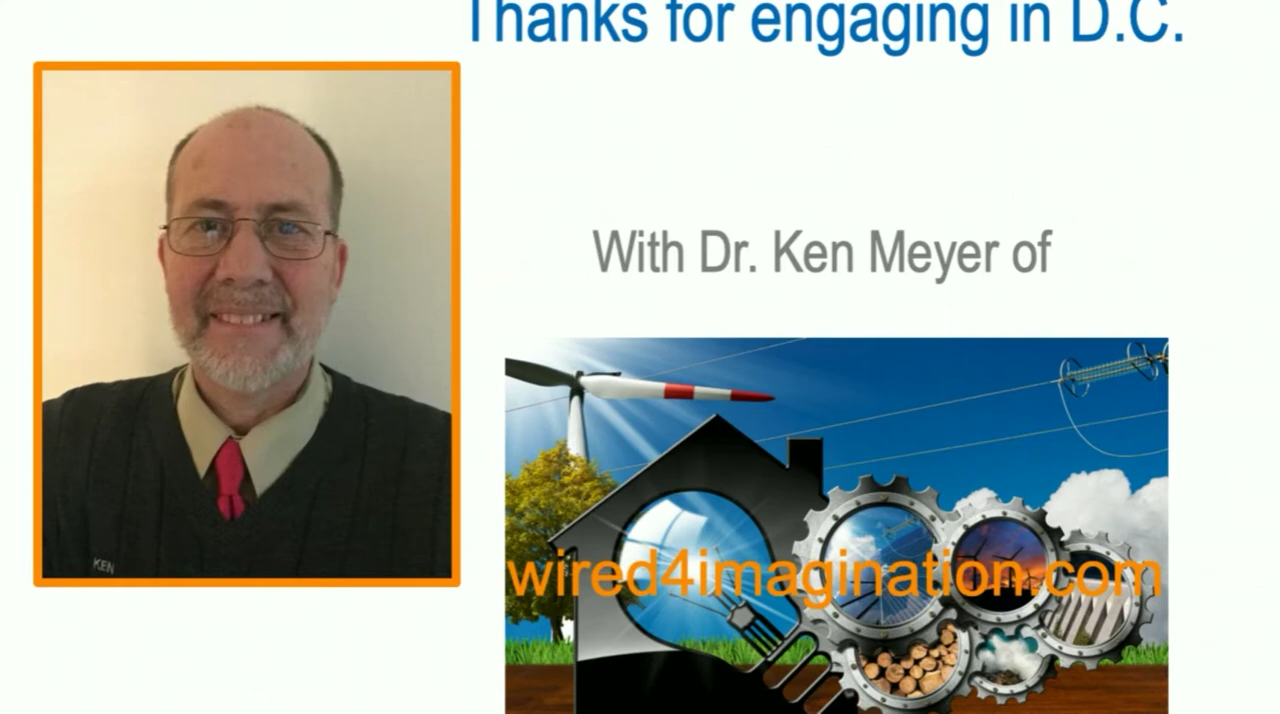 Thanks for engaging in D.C.
With Dr. Ken Meyer of
wired4imagination.com
KEN